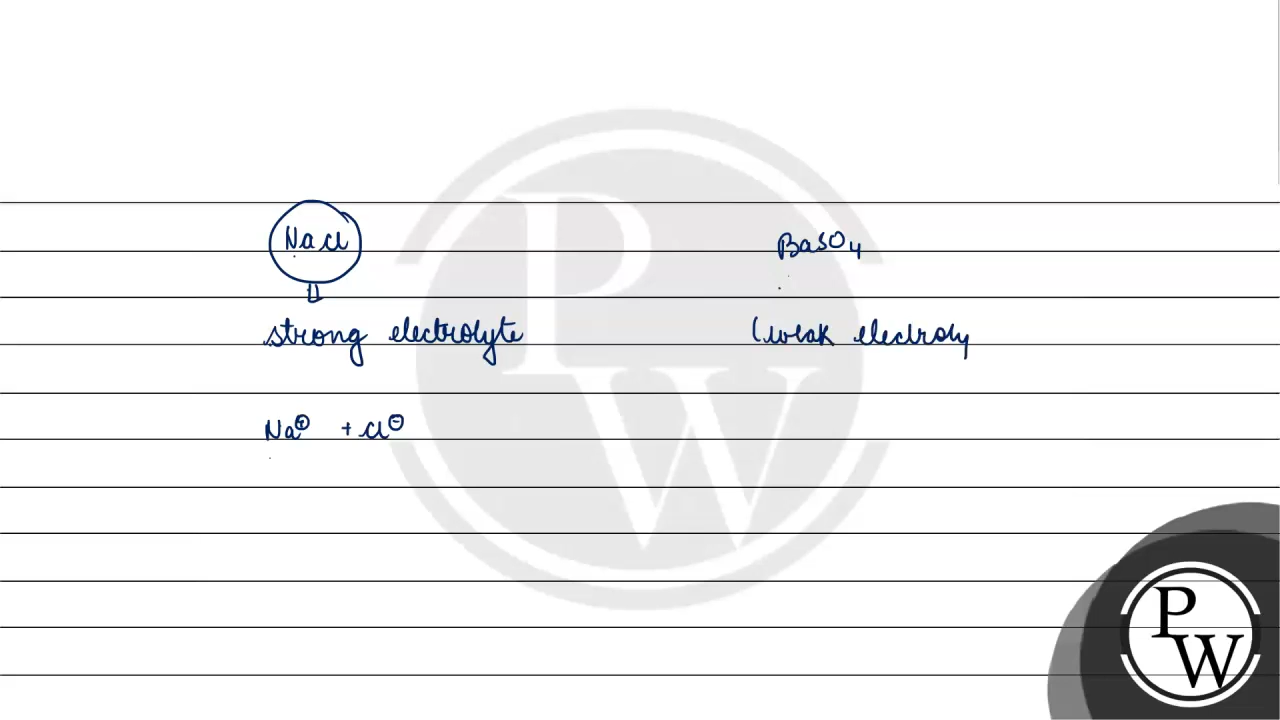 NaCl BaSO4
strong electrolyte (weak electroly
Na⊕ + Cl⊖
P
W
P
W